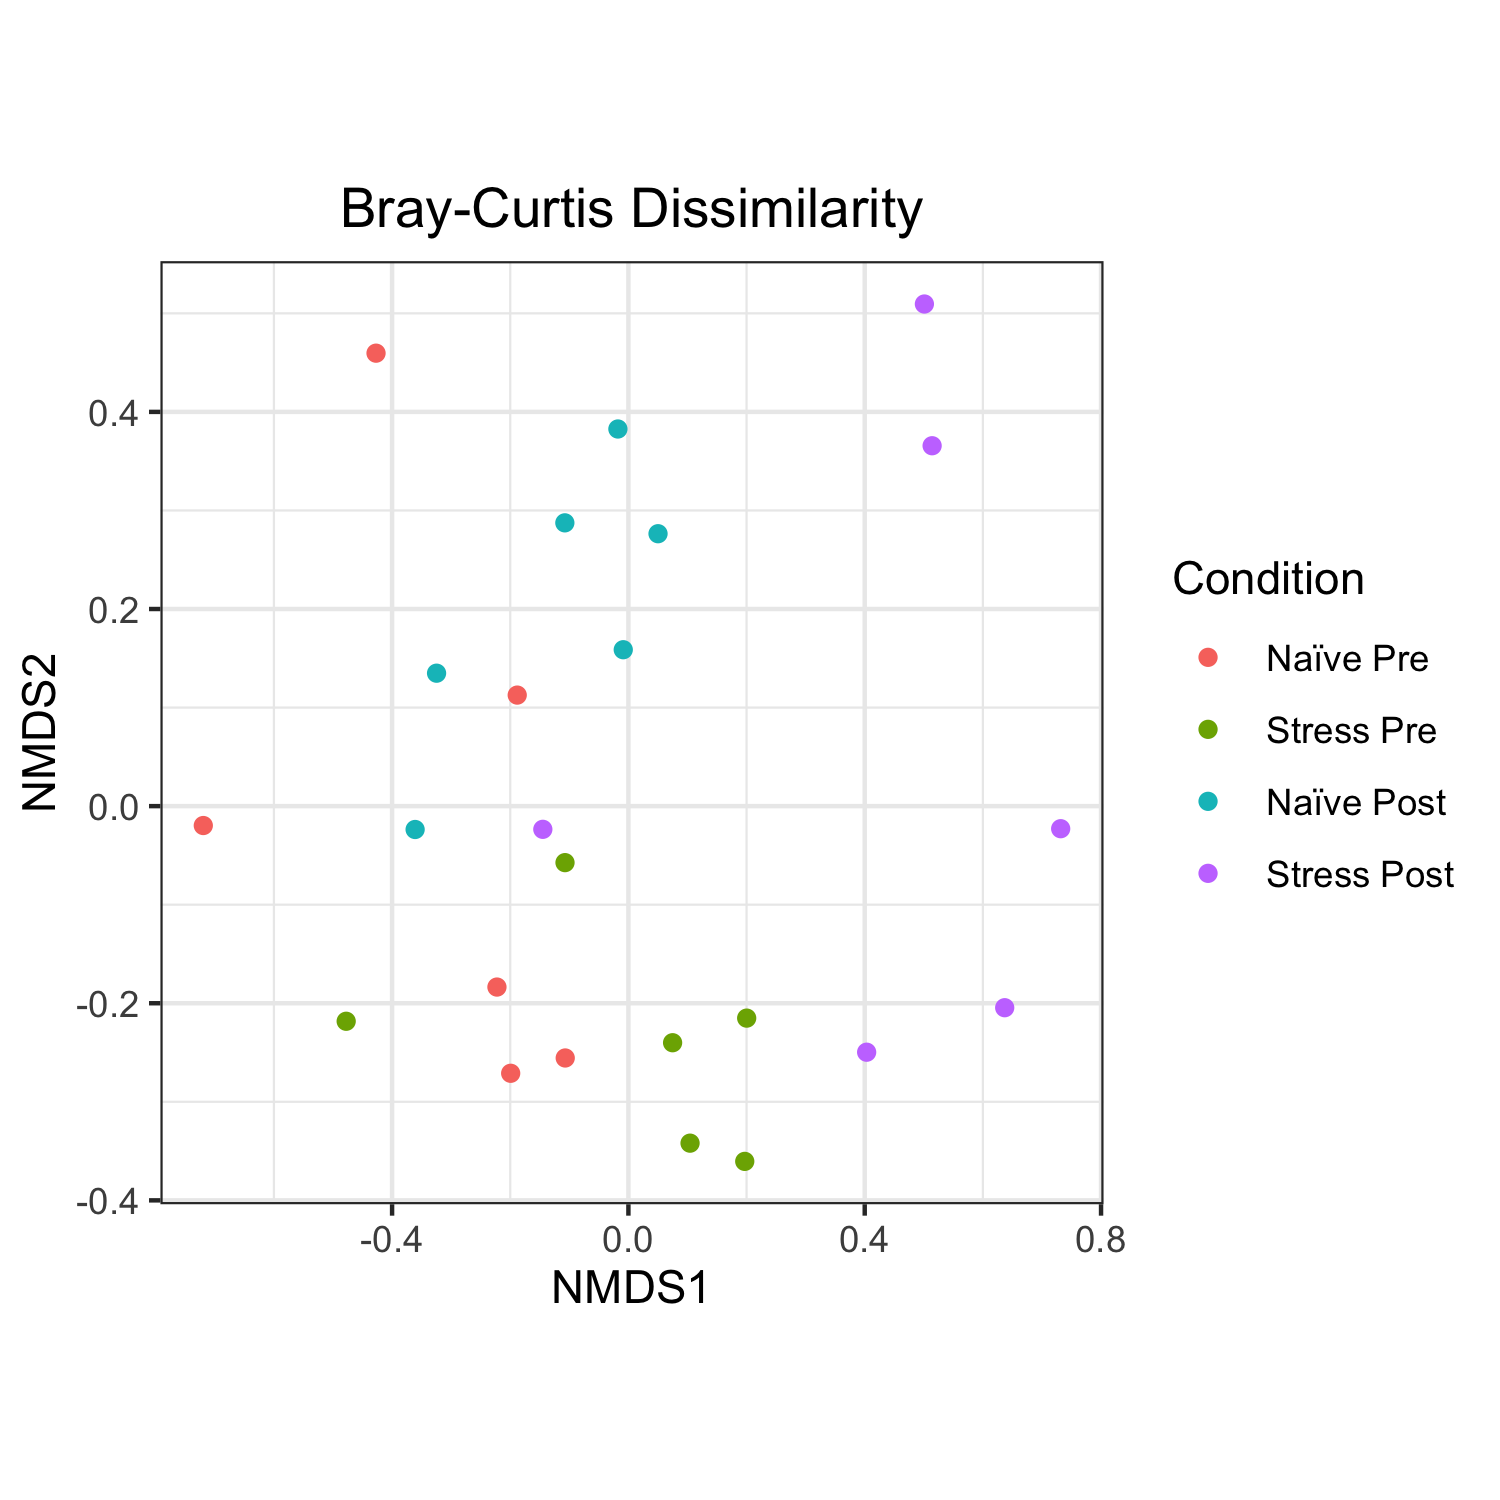 Bray-Curtis Dissimilarity
NMDS2
0.4
0.2
0.0
-0.2
-0.4
-0.4 0.0 0.4 0.8
NMDS1
Condition
Naïve Pre
Stress Pre
Naïve Post
Stress Post